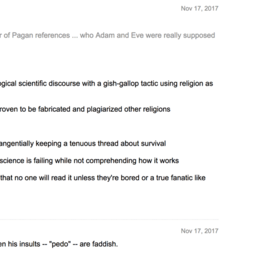 Nov 17, 2017
r of Pagan references ... who Adam and Eve were really supposed
ogical scientific discourse with a gish-gallop tactic using religion as
roven to be fabricated and plagiarized other religions
angentially keeping a tenuous thread about survival
science is failing while not comprehending how it works
that no one will read it unless they're bored or a true fanatic like
Nov 17, 2017
n his insults -- "pedo" -- are faddish.